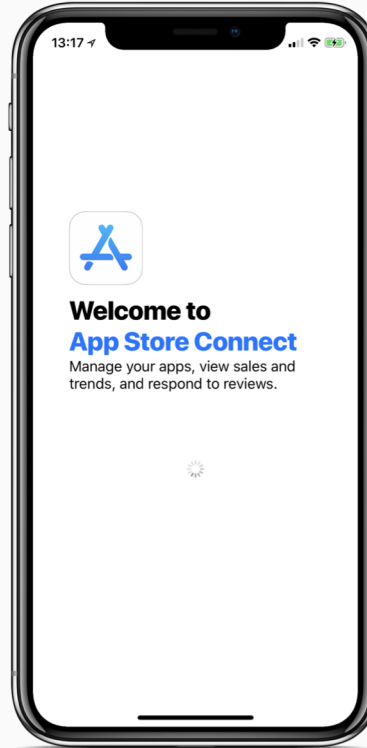 13:17
Welcome to
App Store Connect
Manage your apps, view sales and
trends, and respond to reviews.